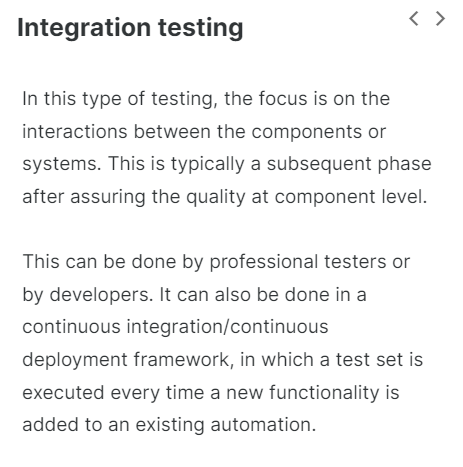 Integration testing
In this type of testing, the focus is on the
interactions between the components or
systems. This is typically a subsequent phase
after assuring the quality at component level.
This can be done by professional testers or
by developers. It can also be done in a
continuous integration/continuous
deployment framework, in which a test set is
executed every time a new functionality is
added to an existing automation.